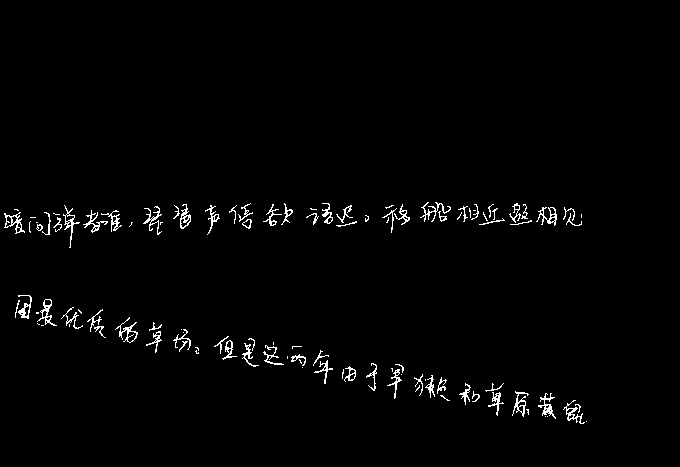 暗问弹者谁，琵琶声停欲语迟。移船相近邀相见
国最优质的草场。但是这两年由于旱獭和草原黄鼠